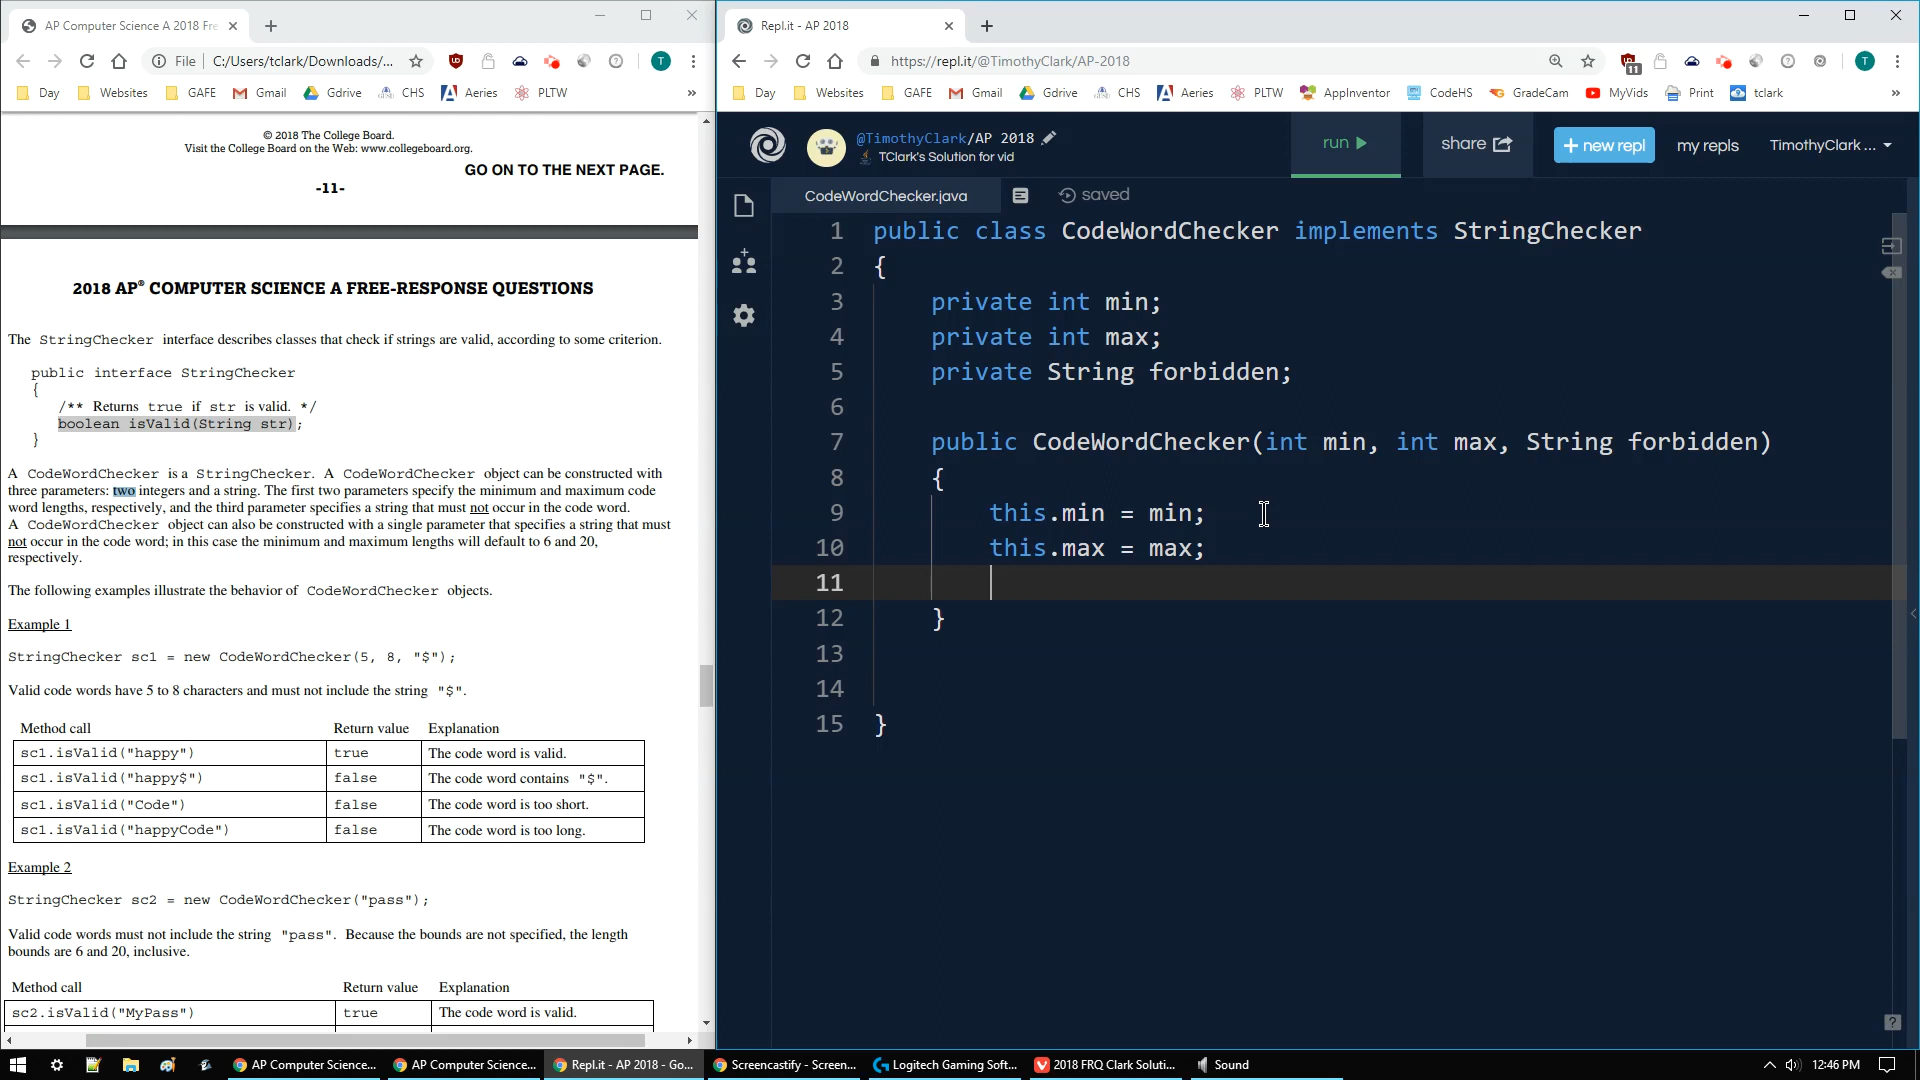 AP Computer Science A 2018 Fre
File C:/Users/tclark/Downloads/...
T
Day Websites GAFE Gmail Gdrive CHS Aeries PLTW »
© 2018 The College Board.
Visit the College Board on the Web: www.collegeboard.org.
GO ON TO THE NEXT PAGE.
-11-
2018 AP® COMPUTER SCIENCE A FREE-RESPONSE QUESTIONS
The StringChecker interface describes classes that check if strings are valid, according to some criterion.
public interface StringChecker
{
/** Returns true if str is valid. */
boolean isValid(String str);
}
A CodeWordChecker is a StringChecker. A CodeWordChecker object can be constructed with
three parameters: two integers and a string. The first two parameters specify the minimum and maximum code
word lengths, respectively, and the third parameter specifies a string that must not occur in the code word.
A CodeWordChecker object can also be constructed with a single parameter that specifies a string that must
not occur in the code word; in this case the minimum and maximum lengths will default to 6 and 20,
respectively.
The following examples illustrate the behavior of CodeWordChecker objects.
Example 1
StringChecker sc1 = new CodeWordChecker(5, 8, "$");
Valid code words have 5 to 8 characters and must not include the string "$".
Method call Return value Explanation
sc1.isValid("happy") true The code word is valid.
sc1.isValid("happy$") false The code word contains "$".
sc1.isValid("Code") false The code word is too short.
sc1.isValid("happyCode") false The code word is too long.
Example 2
StringChecker sc2 = new CodeWordChecker("pass");
Valid code words must not include the string "pass". Because the bounds are not specified, the length
bounds are 6 and 20, inclusive.
Method call Return value Explanation
sc2.isValid("MyPass") true The code word is valid.
Repl.it - AP 2018
https://repl.it/@TimothyClark/AP-2018
11
T
Day Websites GAFE Gmail Gdrive CHS Aeries PLTW AppInventor CodeHS GradeCam MyVids Print tclark »
@TimothyClark/AP 2018
TClark's Solution for vid
run
share
+ new repl
my repls
TimothyClark ...
CodeWordChecker.java
saved
1 public class CodeWordChecker implements StringChecker
2 {
3 private int min;
4 private int max;
5 private String forbidden;
6
7 public CodeWordChecker(int min, int max, String forbidden)
8 {
9 this.min = min;
10 this.max = max;
11
12 }
13
14
15 }
?
AP Computer Science... AP Computer Science... Repl.it - AP 2018 - Go... Screencastify - Screen... Logitech Gaming Soft... 2018 FRQ Clark Soluti... Sound 12:46 PM